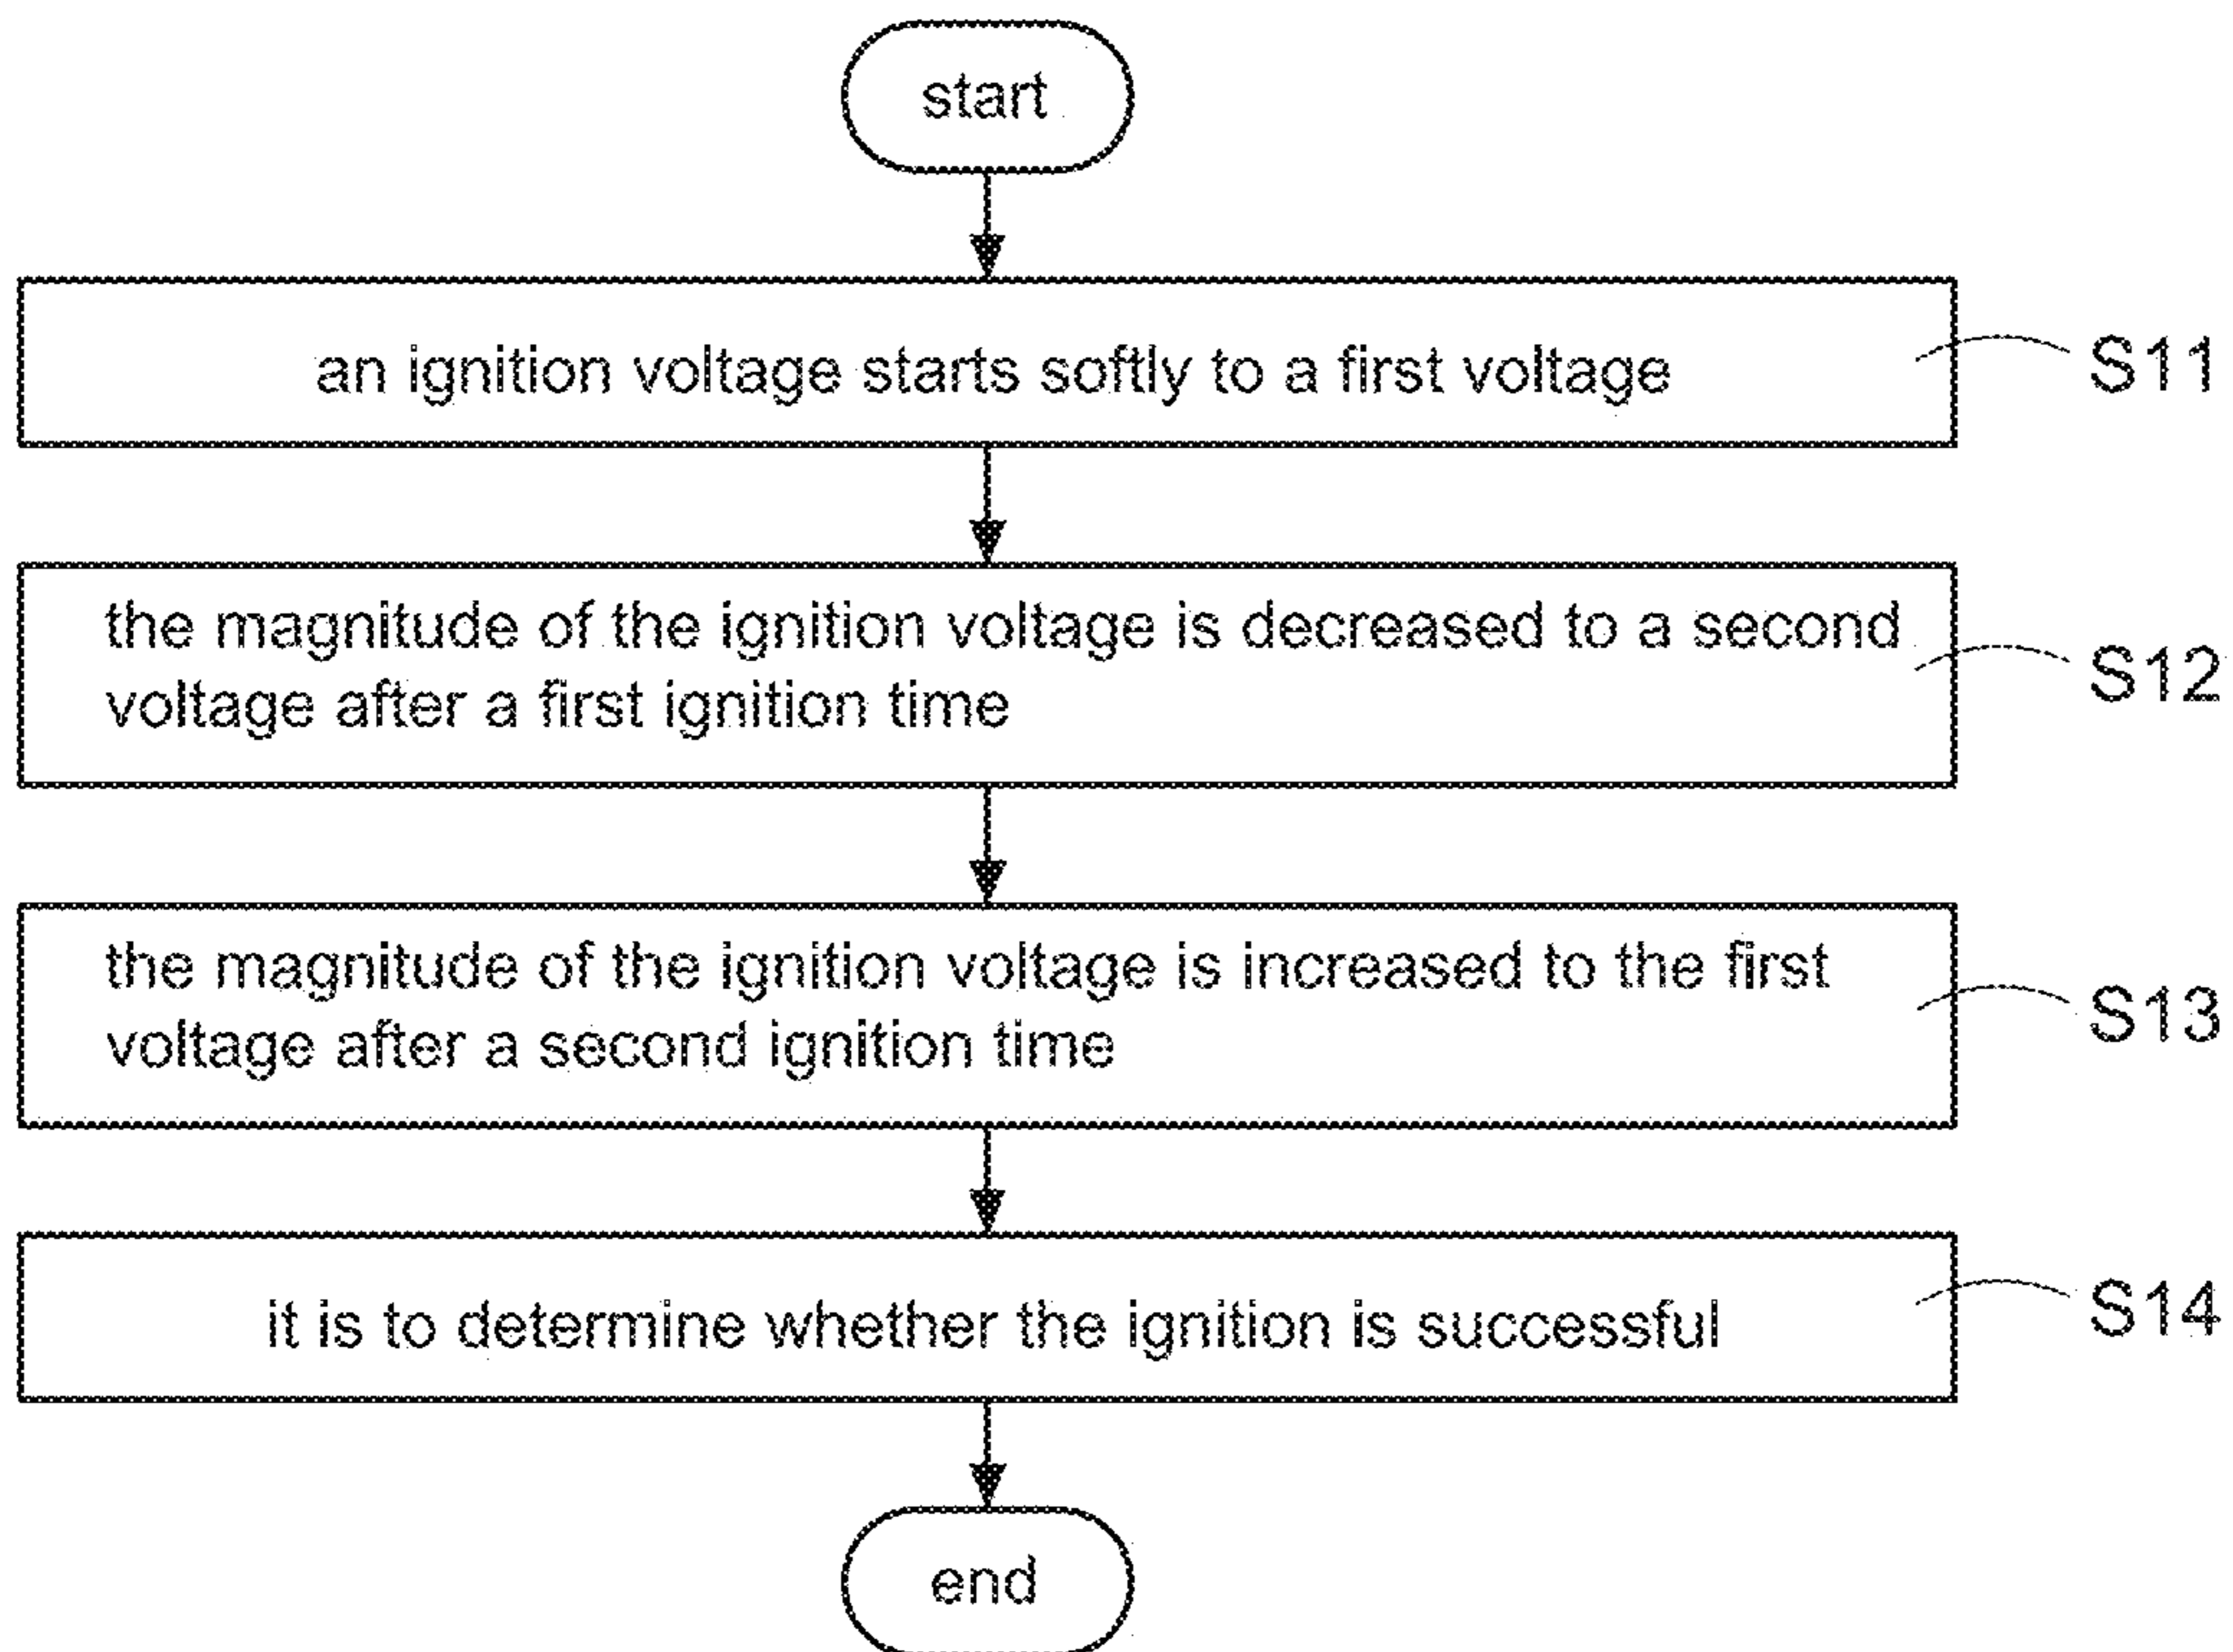 start
an ignition voltage starts softly to a first voltage
S11
the magnitude of the ignition voltage is decreased to a second
voltage after a first ignition time
S12
the magnitude of the ignition voltage is increased to the first
voltage after a second ignition time
S13
it is to determine whether the ignition is successful
S14
end